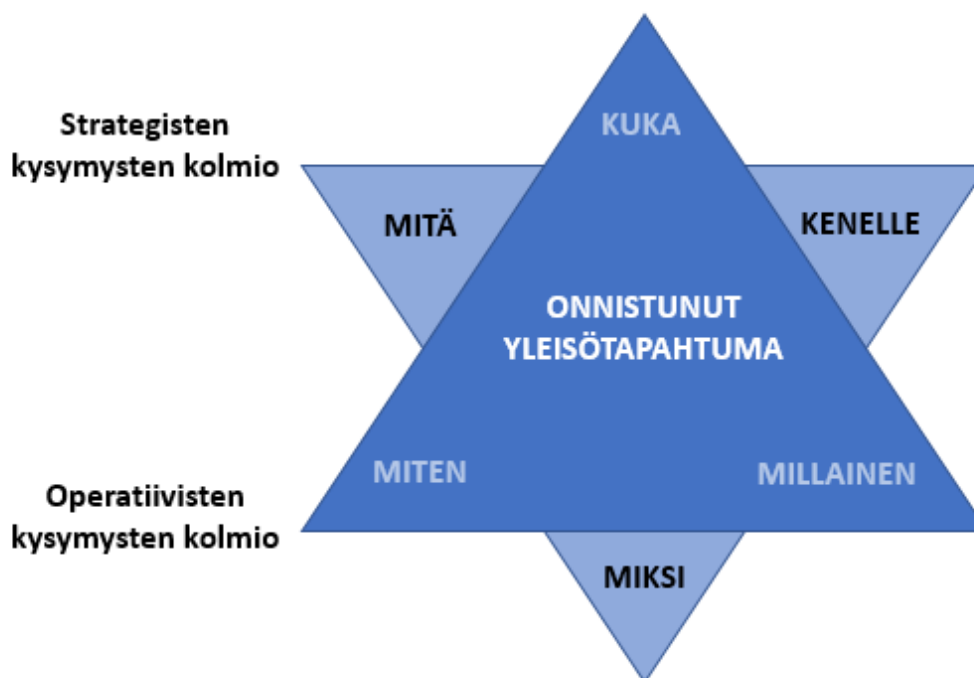 Strategisten
kysymysten kolmio
KUKA
MITÄ
KENELLE
ONNISTUNUT
YLEISÖTAPAHTUMA
MITEN
MILLAINEN
Operatiivisten
kysymysten kolmio
MIKSI